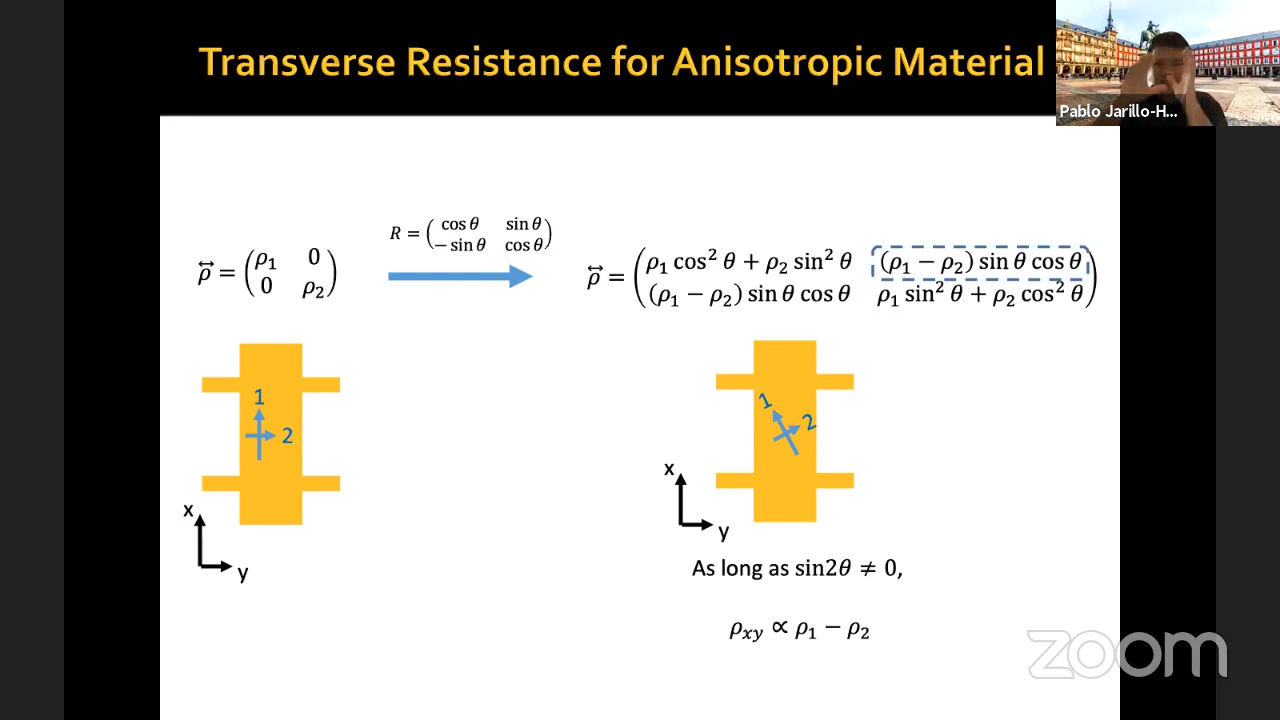 Transverse Resistance for Anisotropic Material
Pablo Jarillo-H...
R = ( cos θ sin θ
− sin θ cos θ )
ρ⃡ = ( ρ₁ 0
0 ρ₂ )
ρ⃡ = ( ρ₁ cos² θ + ρ₂ sin² θ (ρ₁ − ρ₂) sin θ cos θ
(ρ₁ − ρ₂) sin θ cos θ ρ₁ sin² θ + ρ₂ cos² θ )
1
2
x
y
1
2
x
y
As long as sin2θ ≠ 0,
ρxy ∝ ρ₁ − ρ₂
zoom